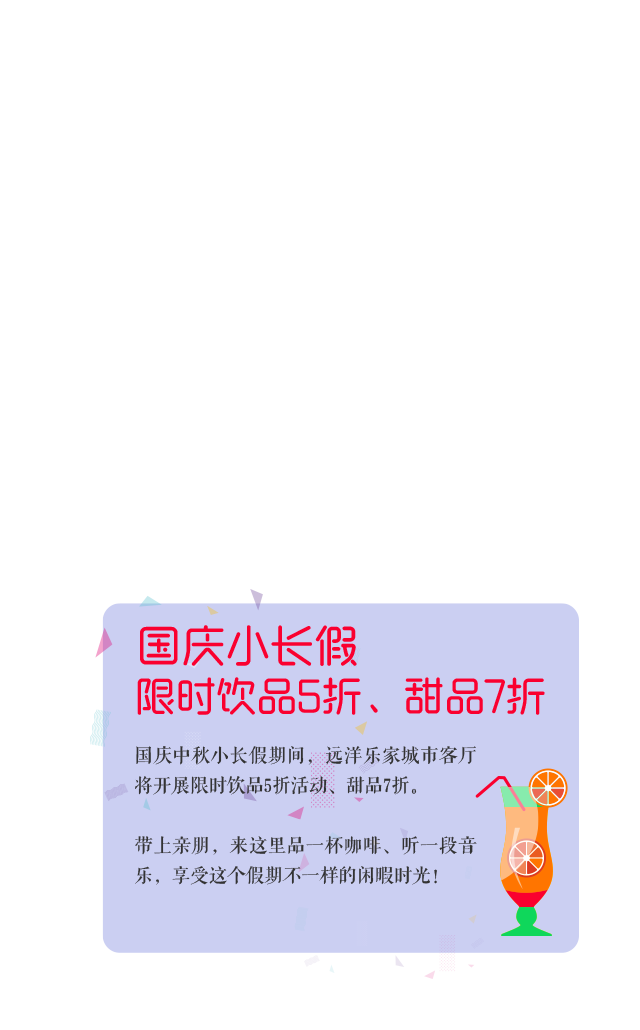 国庆小长假
限时饮品5折、甜品7折
国庆中秋小长假期间，远洋乐家城市客厅
将开展限时饮品5折活动、甜品7折。
带上亲朋，来这里品一杯咖啡、听一段音
乐，享受这个假期不一样的闲暇时光！